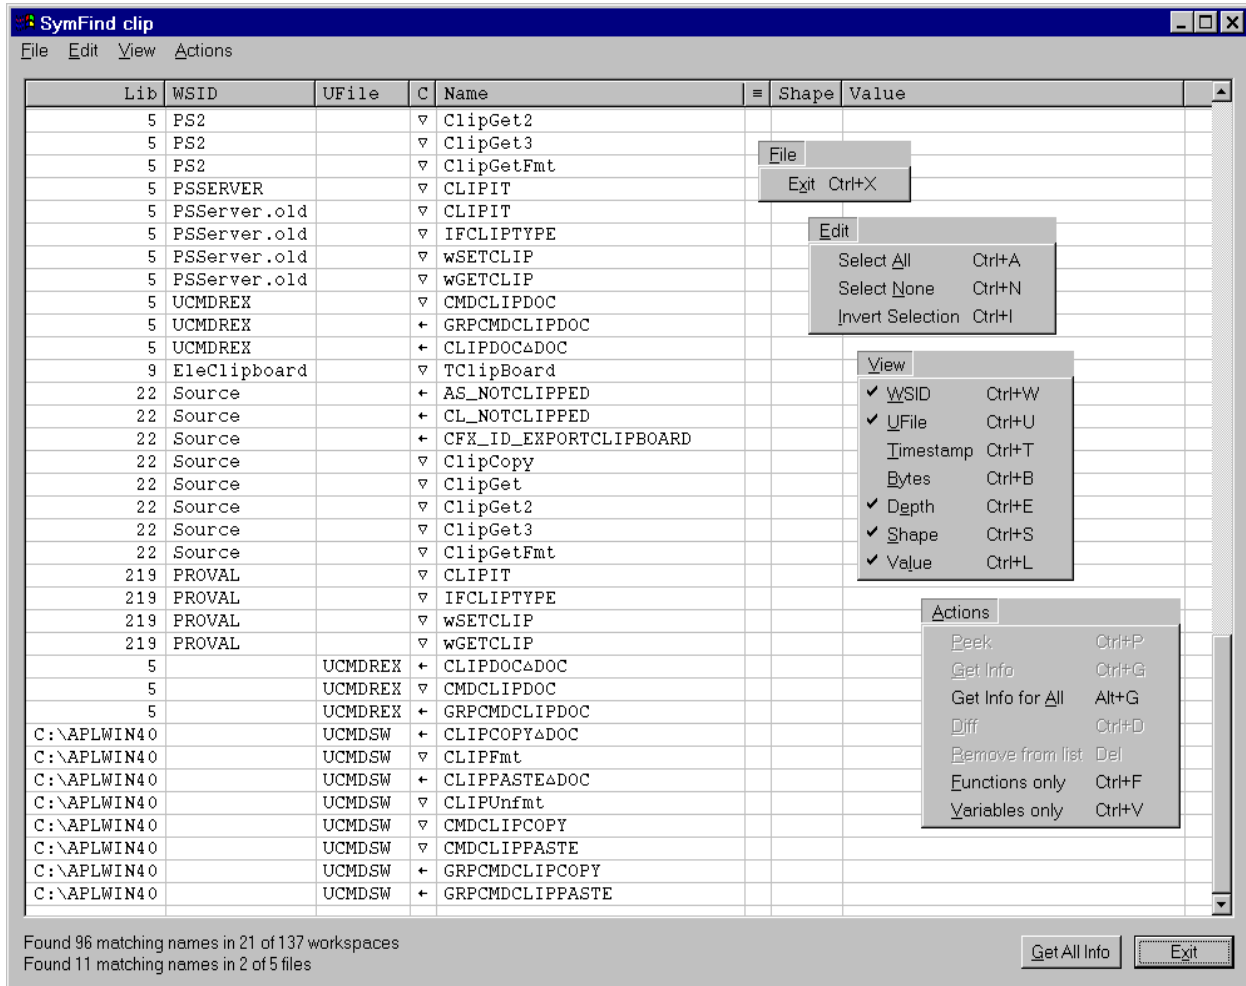 SymFind clip
File Edit View Actions
Lib WSID UFile C Name ≡ Shape Value
5 PS2 ∇ ClipGet2
5 PS2 ∇ ClipGet3
5 PS2 ∇ ClipGetFmt
5 PSSERVER ∇ CLIPIT
5 PSServer.old ∇ CLIPIT
5 PSServer.old ∇ IFCLIPTYPE
5 PSServer.old ∇ wSETCLIP
5 PSServer.old ∇ wGETCLIP
5 UCMDREX ∇ CMDCLIPDOC
5 UCMDREX ← GRPCMDCLIPDOC
5 UCMDREX ← CLIPDOC∆DOC
9 EleClipboard ∇ TClipBoard
22 Source ← AS_NOTCLIPPED
22 Source ← CL_NOTCLIPPED
22 Source ← CFX_ID_EXPORTCLIPBOARD
22 Source ∇ ClipCopy
22 Source ∇ ClipGet
22 Source ∇ ClipGet2
22 Source ∇ ClipGet3
22 Source ∇ ClipGetFmt
219 PROVAL ∇ CLIPIT
219 PROVAL ∇ IFCLIPTYPE
219 PROVAL ∇ wSETCLIP
219 PROVAL ∇ wGETCLIP
5 UCMDREX ← CLIPDOC∆DOC
5 UCMDREX ∇ CMDCLIPDOC
5 UCMDREX ← GRPCMDCLIPDOC
C:\APLWIN40 UCMDSW ← CLIPCOPY∆DOC
C:\APLWIN40 UCMDSW ∇ CLIPFmt
C:\APLWIN40 UCMDSW ← CLIPPASTE∆DOC
C:\APLWIN40 UCMDSW ∇ CLIPUnfmt
C:\APLWIN40 UCMDSW ∇ CMDCLIPCOPY
C:\APLWIN40 UCMDSW ∇ CMDCLIPPASTE
C:\APLWIN40 UCMDSW ← GRPCMDCLIPCOPY
C:\APLWIN40 UCMDSW ← GRPCMDCLIPPASTE
File
Exit Ctrl+X
Edit
Select All Ctrl+A
Select None Ctrl+N
Invert Selection Ctrl+I
View
✔ WSID Ctrl+W
✔ UFile Ctrl+U
Timestamp Ctrl+T
Bytes Ctrl+B
✔ Depth Ctrl+E
✔ Shape Ctrl+S
✔ Value Ctrl+L
Actions
Peek Ctrl+P
Get Info Ctrl+G
Get Info for All Alt+G
Diff Ctrl+D
Remove from list Del
Functions only Ctrl+F
Variables only Ctrl+V
Found 96 matching names in 21 of 137 workspaces
Found 11 matching names in 2 of 5 files
Get All Info Exit